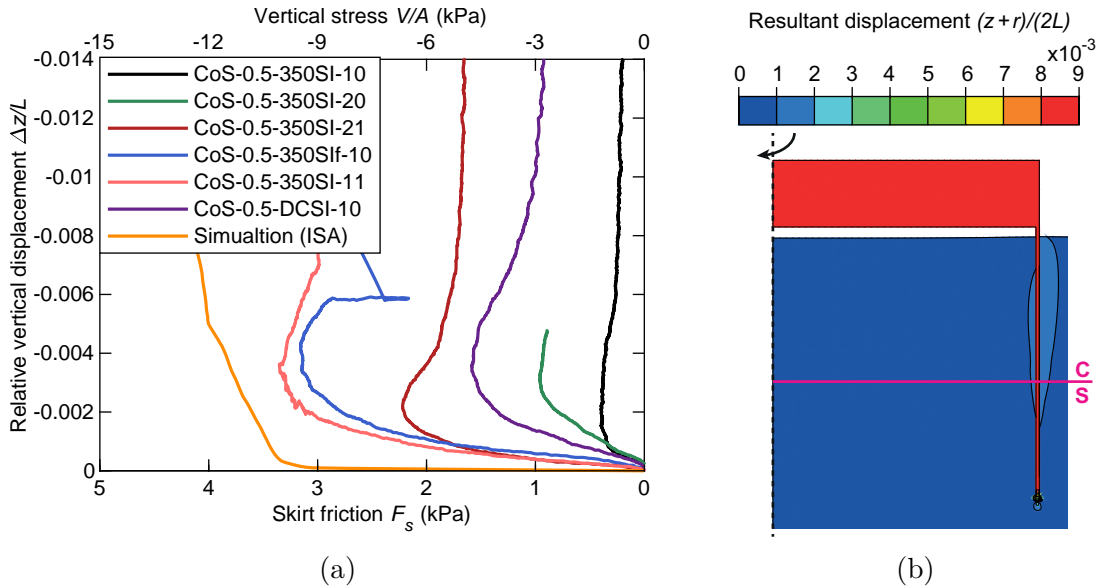 Vertical stress V/A (kPa)
-15 -12 -9 -6 -3 0
-0.014
-0.012
-0.01
-0.008
-0.006
-0.004
-0.002
0
Relative vertical displacement Δz/L
CoS-0.5-350SI-10
CoS-0.5-350SI-20
CoS-0.5-350SI-21
CoS-0.5-350SIf-10
CoS-0.5-350SI-11
CoS-0.5-DCSI-10
Simualtion (ISA)
5 4 3 2 1 0
Skirt friction F_s (kPa)
(a)
Resultant displacement (z+r)/(2L)
x10⁻³
0 1 2 3 4 5 6 7 8 9
C
S
(b)